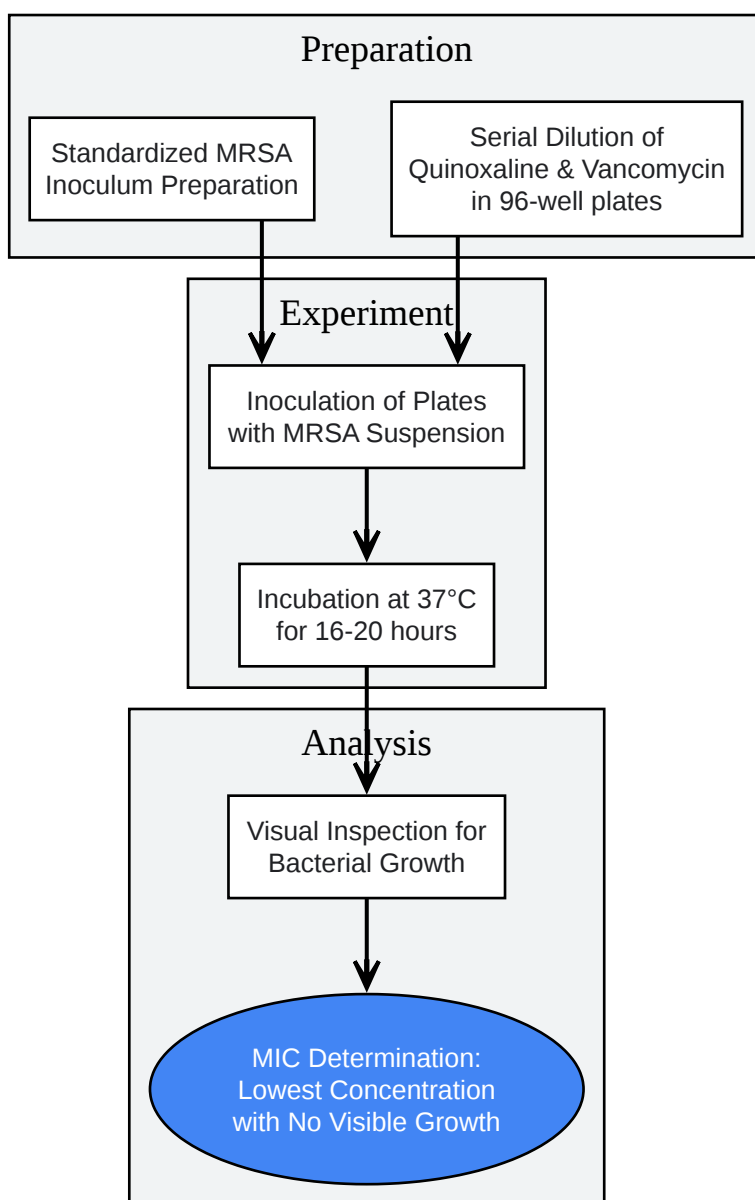 Preparation
Standardized MRSA
Inoculum Preparation
Serial Dilution of
Quinoxaline & Vancomycin
in 96-well plates
Experiment
Inoculation of Plates
with MRSA Suspension
Incubation at 37°C
for 16-20 hours
Analysis
Visual Inspection for
Bacterial Growth
MIC Determination:
Lowest Concentration
with No Visible Growth